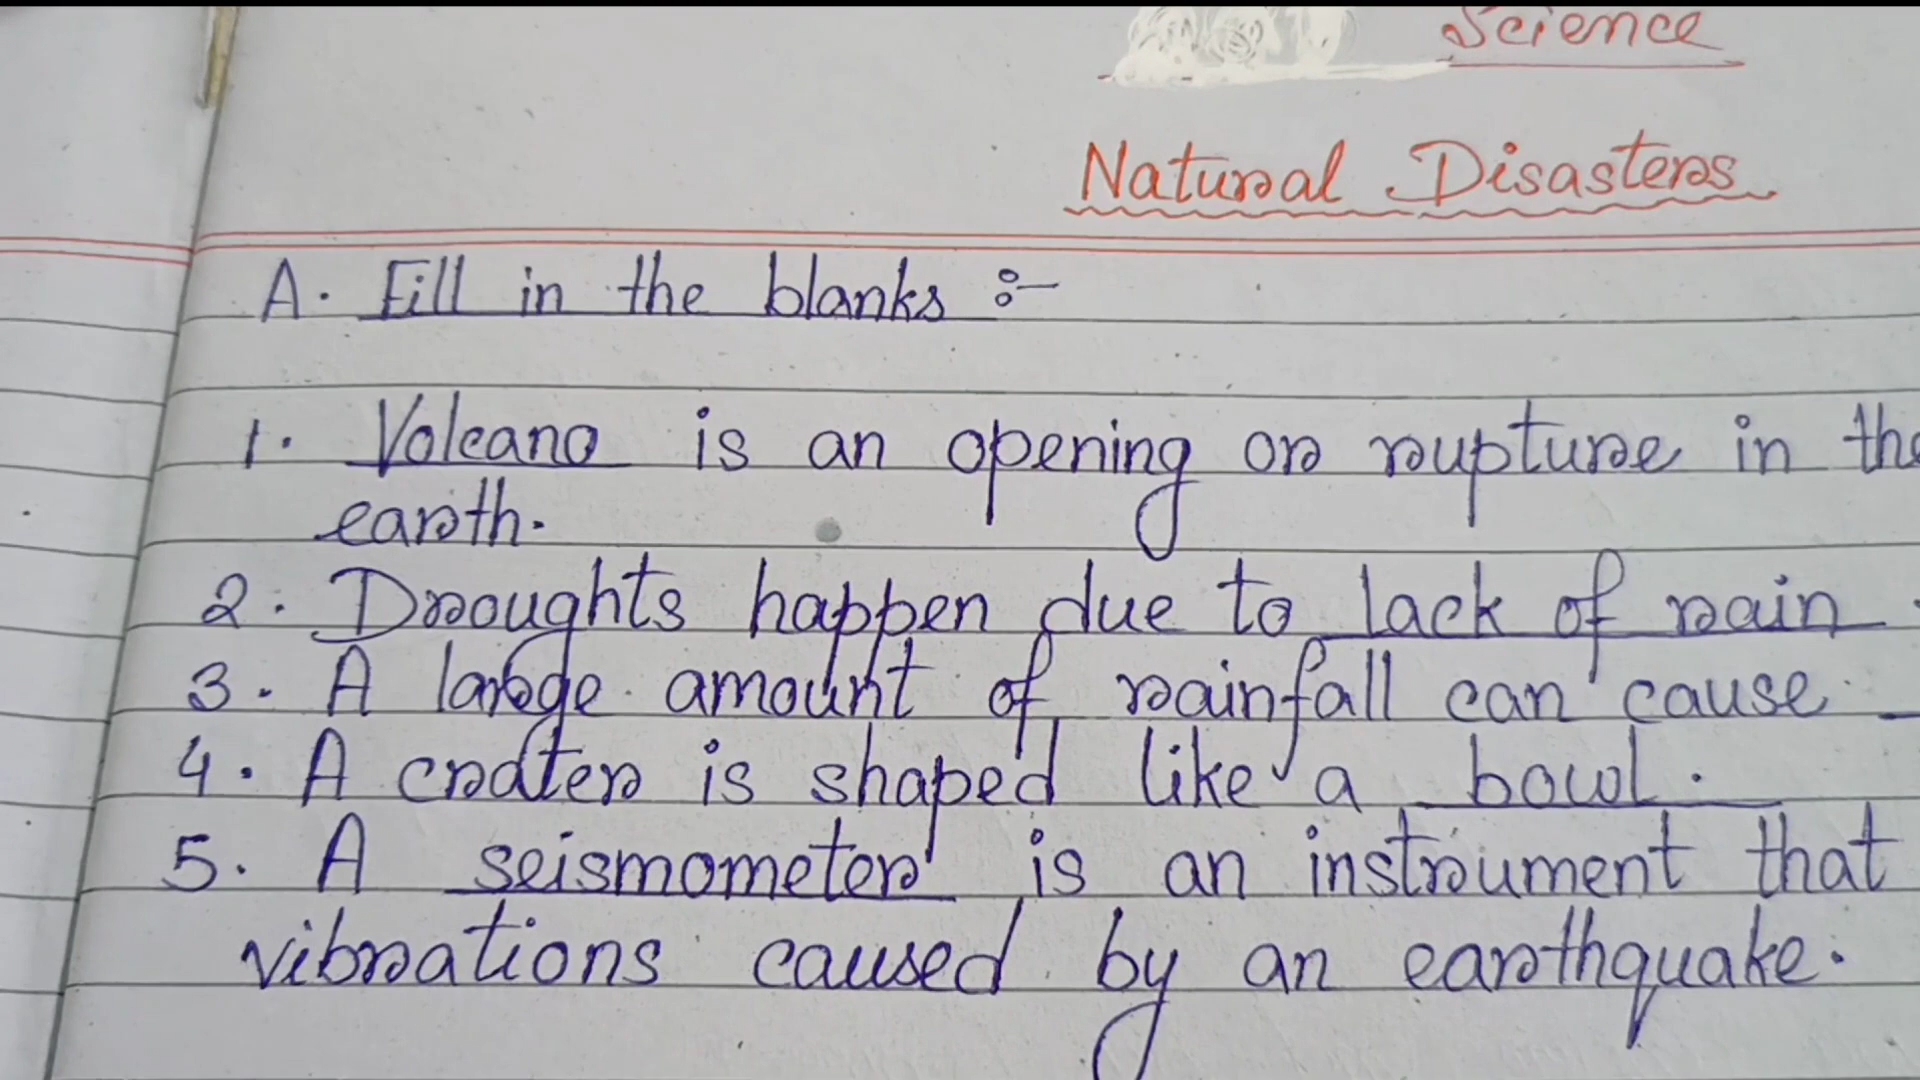 Science
Natural Disasters
A. Fill in the blanks :-
1. Volcano is an opening or rupture in the
earth.
2. Droughts happen due to lack of rain.
3. A large amount of rainfall can cause
4. A crater is shaped like a bowl.
5. A seismometer is an instrument that
vibrations caused by an earthquake.